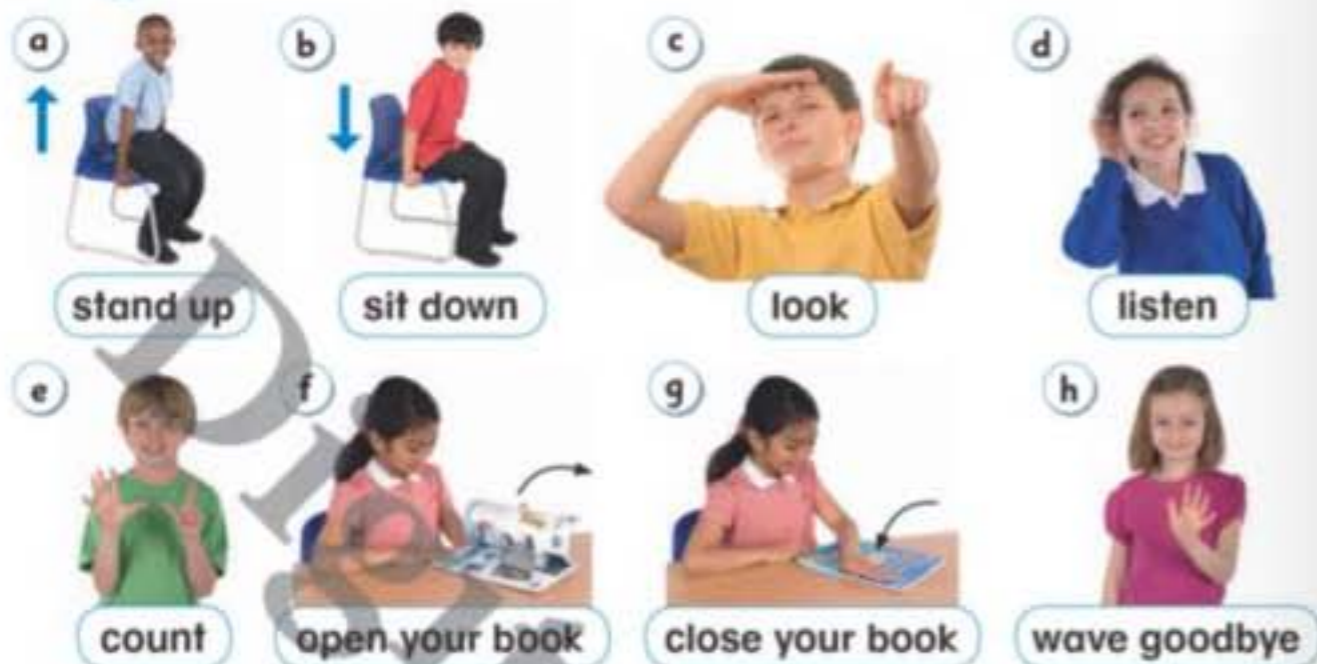 a b c d
stand up sit down look listen
e f g h
count open your book close your book wave goodbye